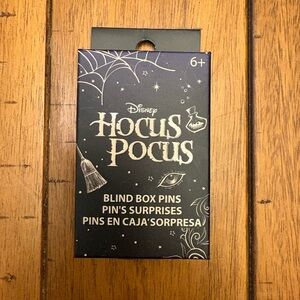 6+
Disney
HOCUS
POCUS
BLIND BOX PINS
PIN'S SURPRISES
PINS EN CAJA SORPRESA